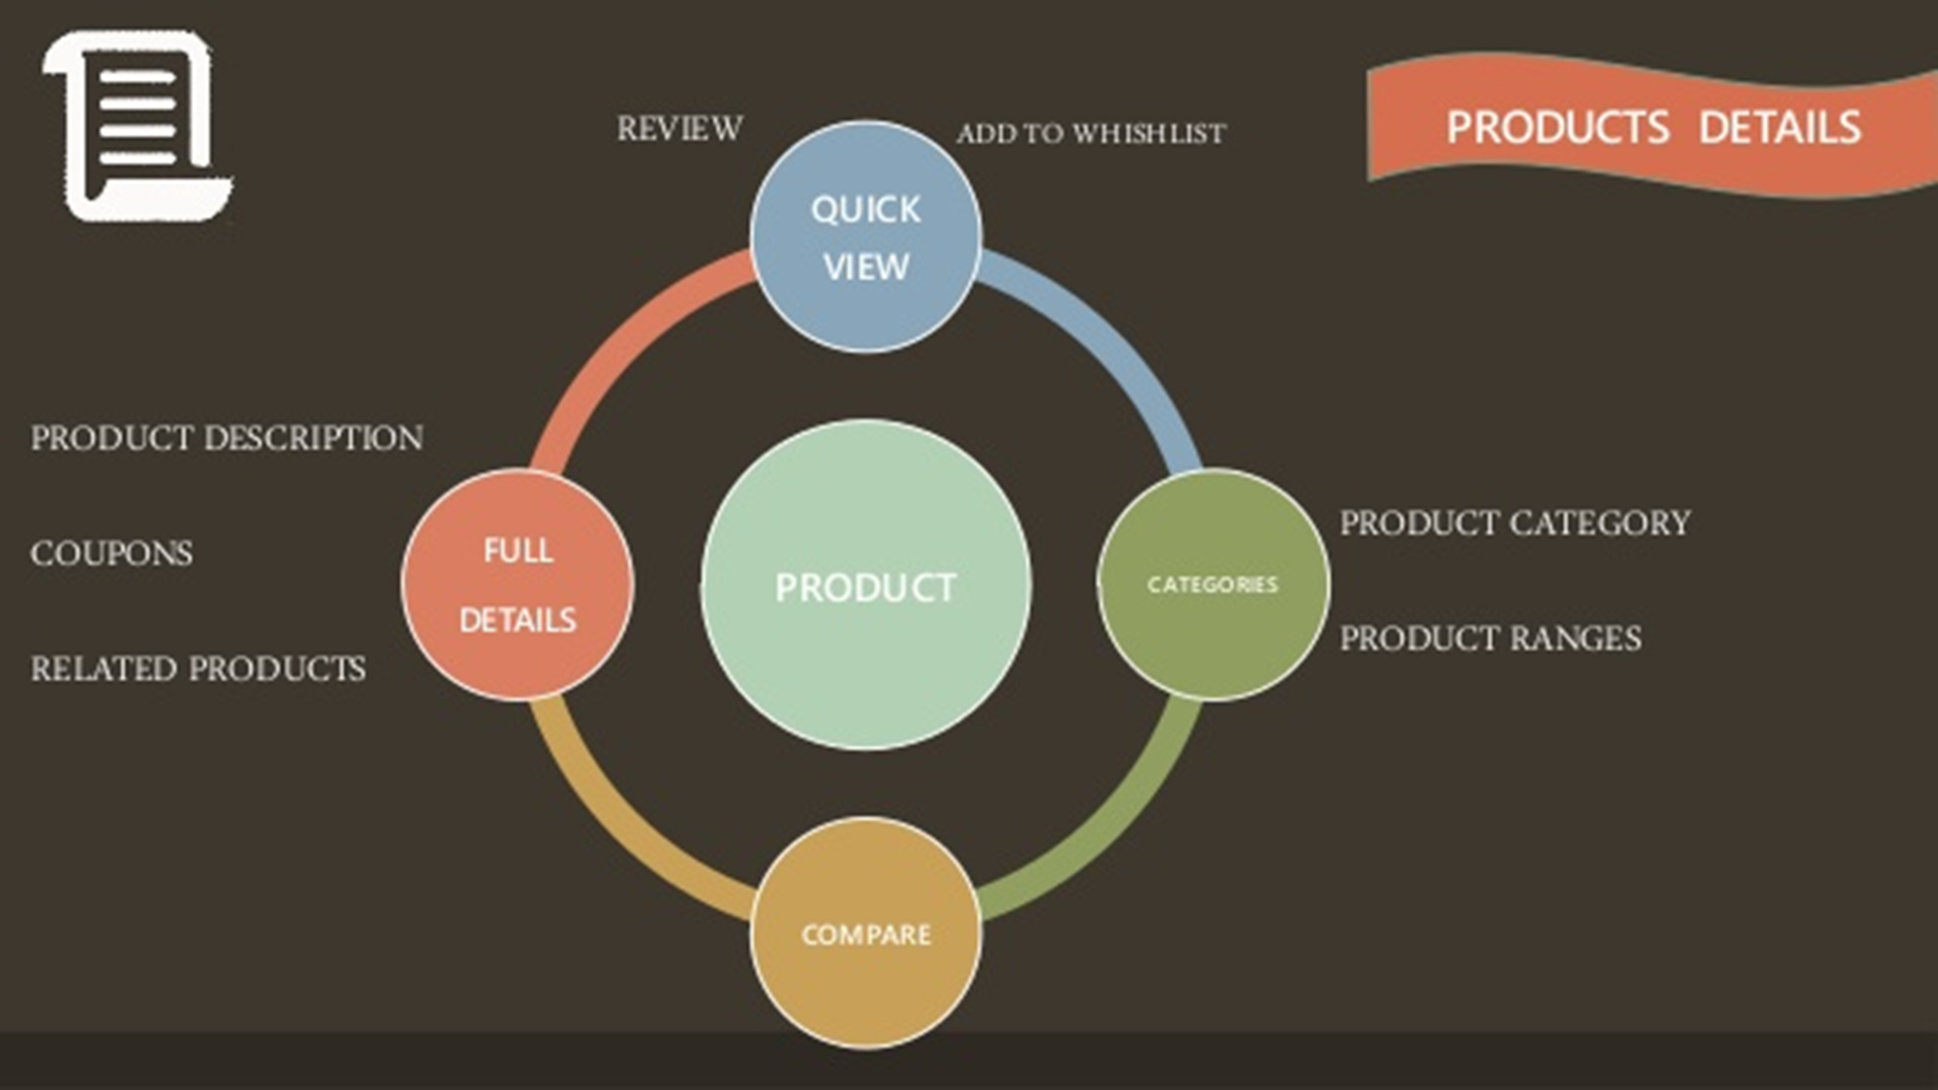 PRODUCTS DETAILS
REVIEW
ADD TO WHISHLIST
QUICK
VIEW
PRODUCT DESCRIPTION
COUPONS
RELATED PRODUCTS
FULL
DETAILS
PRODUCT
CATEGORIES
PRODUCT CATEGORY
PRODUCT RANGES
COMPARE